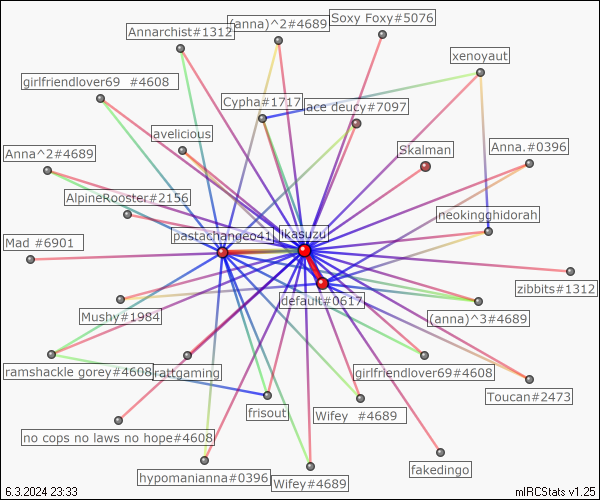 Soxy Foxy#5076
Annarchist#1312
(anna)^2#4689
xenoyaut
girlfriendlover69 #4608
Cypha#1717
ace deucy#7097
avelicious
Skalman
Anna.#0396
Anna^2#4689
AlpineRooster#2156
neokingghidorah
pastachangeo41
ikasuzu
Mad #6901
zibbits#1312
default#0617
Mushy#1984
(anna)^3#4689
ramshackle gorey#4608
rattgaming
girlfriendlover69#4608
Toucan#2473
frisout
Wifey #4689
no cops no laws no hope#4608
fakedingo
hypomanianna#0396
Wifey#4689
6.3.2024 23:33
mIRCStats v1.25